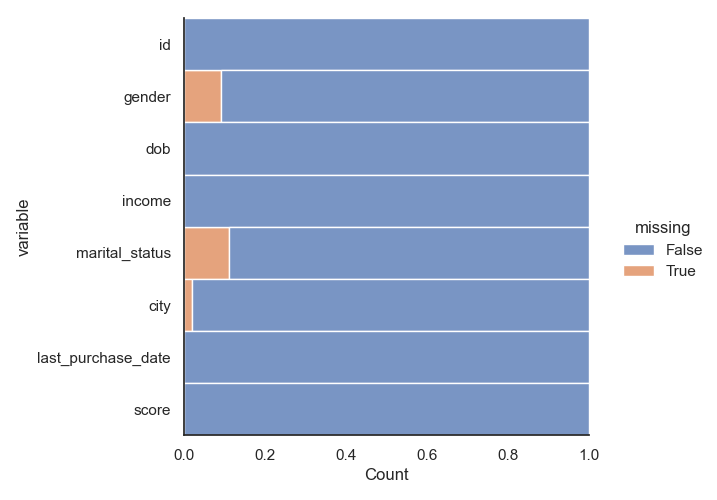 variable
id
gender
dob
income
marital_status
city
last_purchase_date
score
0.0 0.2 0.4 0.6 0.8 1.0
Count
missing
False
True